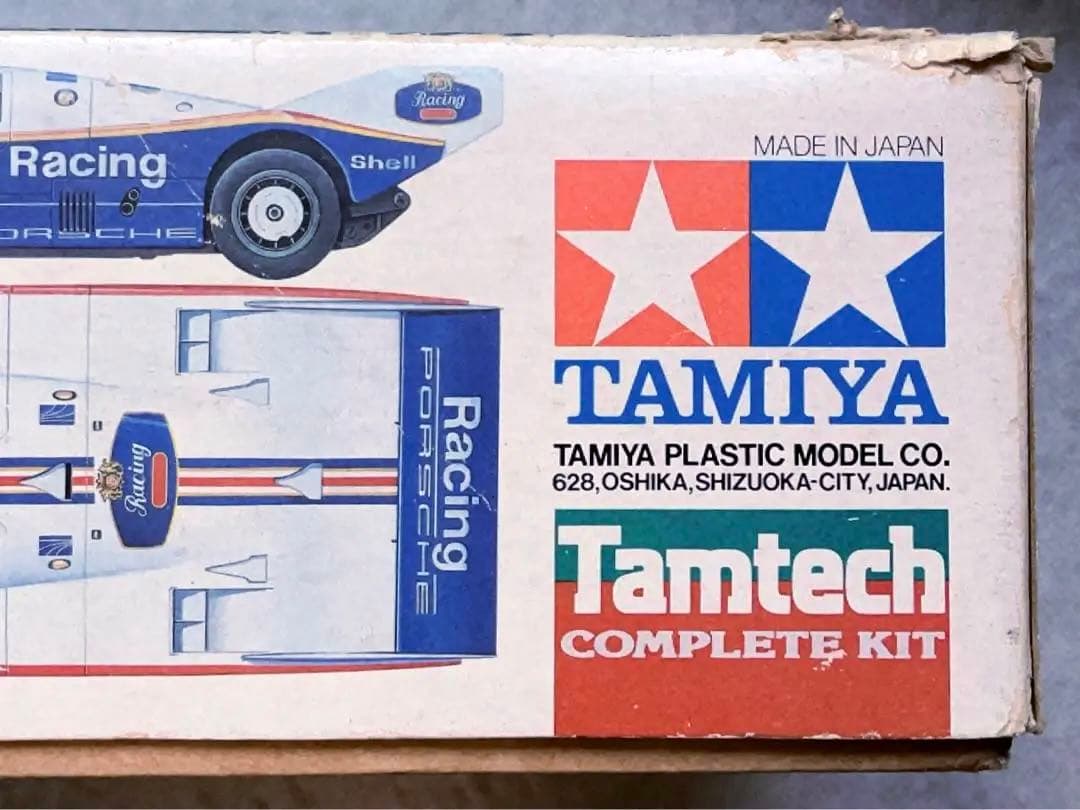 Racing
Racing
Shell
PORSCHE
MADE IN JAPAN
TAMIYA
TAMIYA PLASTIC MODEL CO.
628, OSHIKA, SHIZUOKA-CITY, JAPAN.
Racing
Racing
PORSCHE
Tamtech
COMPLETE KIT